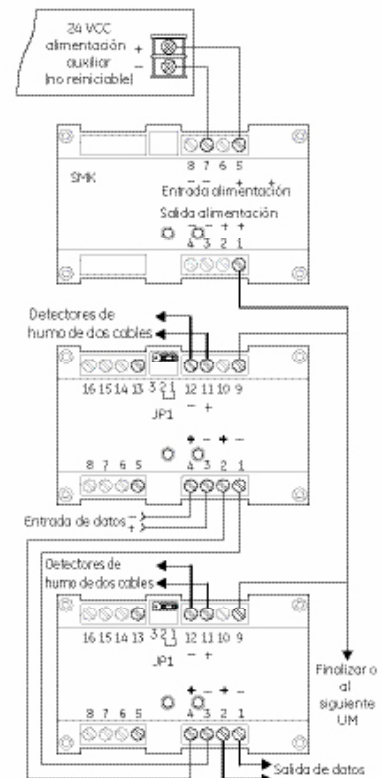 24 VCC
alimentación
auxiliar
(no reiniciable)
+
-
8 7 6 5
- - + +
SMK
Entrada alimentación
Salida alimentación
- - + +
4 3 2 1
Detectores de
humo de dos cables
16 15 14 13 3 2 1 12 11 10 9
- +
JP1
+ - + -
8 7 6 5 4 3 2 1
Entrada de datos - +
Detectores de
humo de dos cables
16 15 14 13 3 2 1 12 11 10 9
- +
JP1
+ - + -
8 7 6 5 4 3 2 1
Finalizar o
al
siguiente
UM
Salida de datos